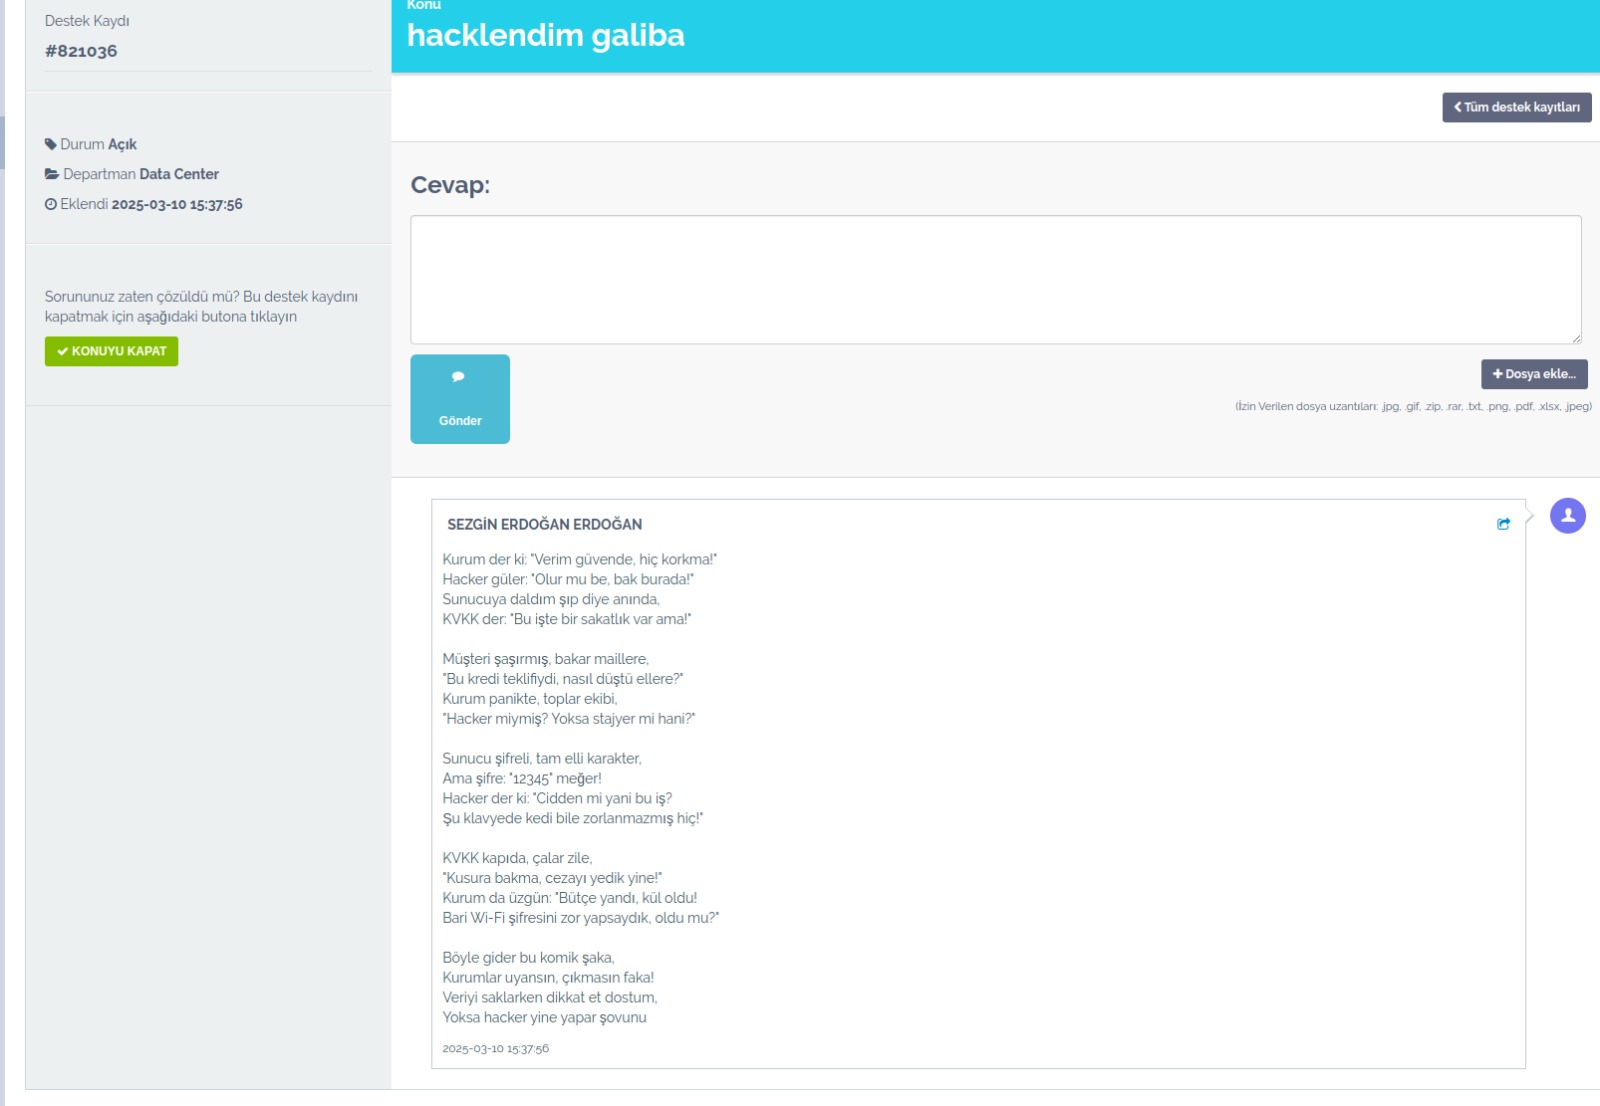 Destek Kaydı
#821036
Durum Açık
Departman Data Center
Eklendi 2025-03-10 15:37:56
Sorununuz zaten çözüldü mü? Bu destek kaydını
kapatmak için aşağıdaki butona tıklayın
KONUYU KAPAT
Konu
hacklendim galiba
Tüm destek kayıtları
Cevap:
Gönder
Dosya ekle...
(İzin Verilen dosya uzantıları: .jpg, .gif, .zip, .rar, .txt, .png, .pdf, .xlsx, .jpeg)
SEZGİN ERDOĞAN ERDOĞAN
Kurum der ki: "Verim güvende, hiç korkma!"
Hacker güler: "Olur mu be, bak burada!"
Sunucuya daldım şıp diye anında,
KVKK der: "Bu işte bir sakatlık var ama!"
Müşteri şaşırmış, bakar maillere,
"Bu kredi teklifiydi, nasıl düştü ellere?"
Kurum panikte, toplar ekibi,
"Hacker mıymış? Yoksa stajyer mi hani?"
Sunucu şifreli, tam elli karakter,
Ama şifre: "12345" meğer!
Hacker der ki: "Cidden mi yani bu iş?
Şu klavyede kedi bile zorlanmazmış hiç!"
KVKK kapıda, çalar zile,
"Kusura bakma, cezayı yedik yine!"
Kurum da üzgün: "Bütçe yandı, kül oldu!
Bari Wi-Fi şifresini zor yapsaydık, oldu mu?"
Böyle gider bu komik şaka,
Kurumlar uyansın, çıkmasın faka!
Veriyi saklarken dikkat et dostum,
Yoksa hacker yine yapar şovunu
2025-03-10 15:37:56